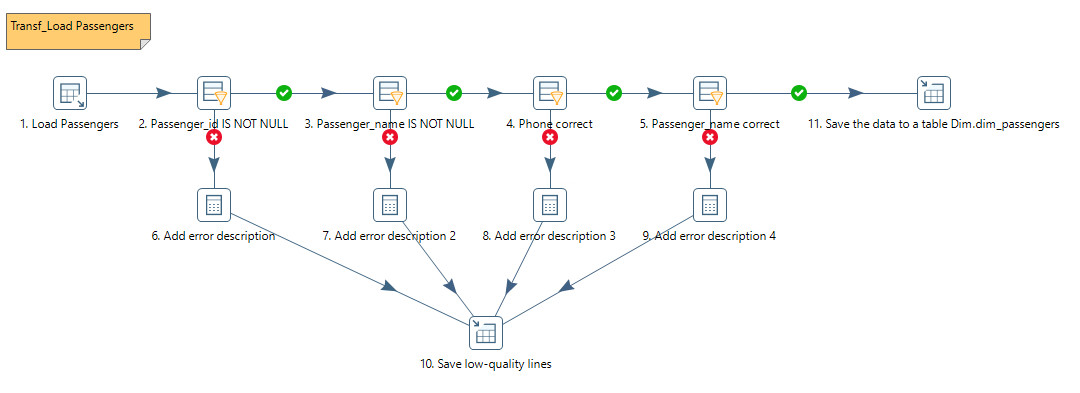 Transf_Load Passengers
1. Load Passengers
2. Passenger_id IS NOT NULL
3. Passenger_name IS NOT NULL
4. Phone correct
5. Passenger_name correct
11. Save the data to a table Dim.dim_passengers
6. Add error description
7. Add error description 2
8. Add error description 3
9. Add error description 4
10. Save low-quality lines